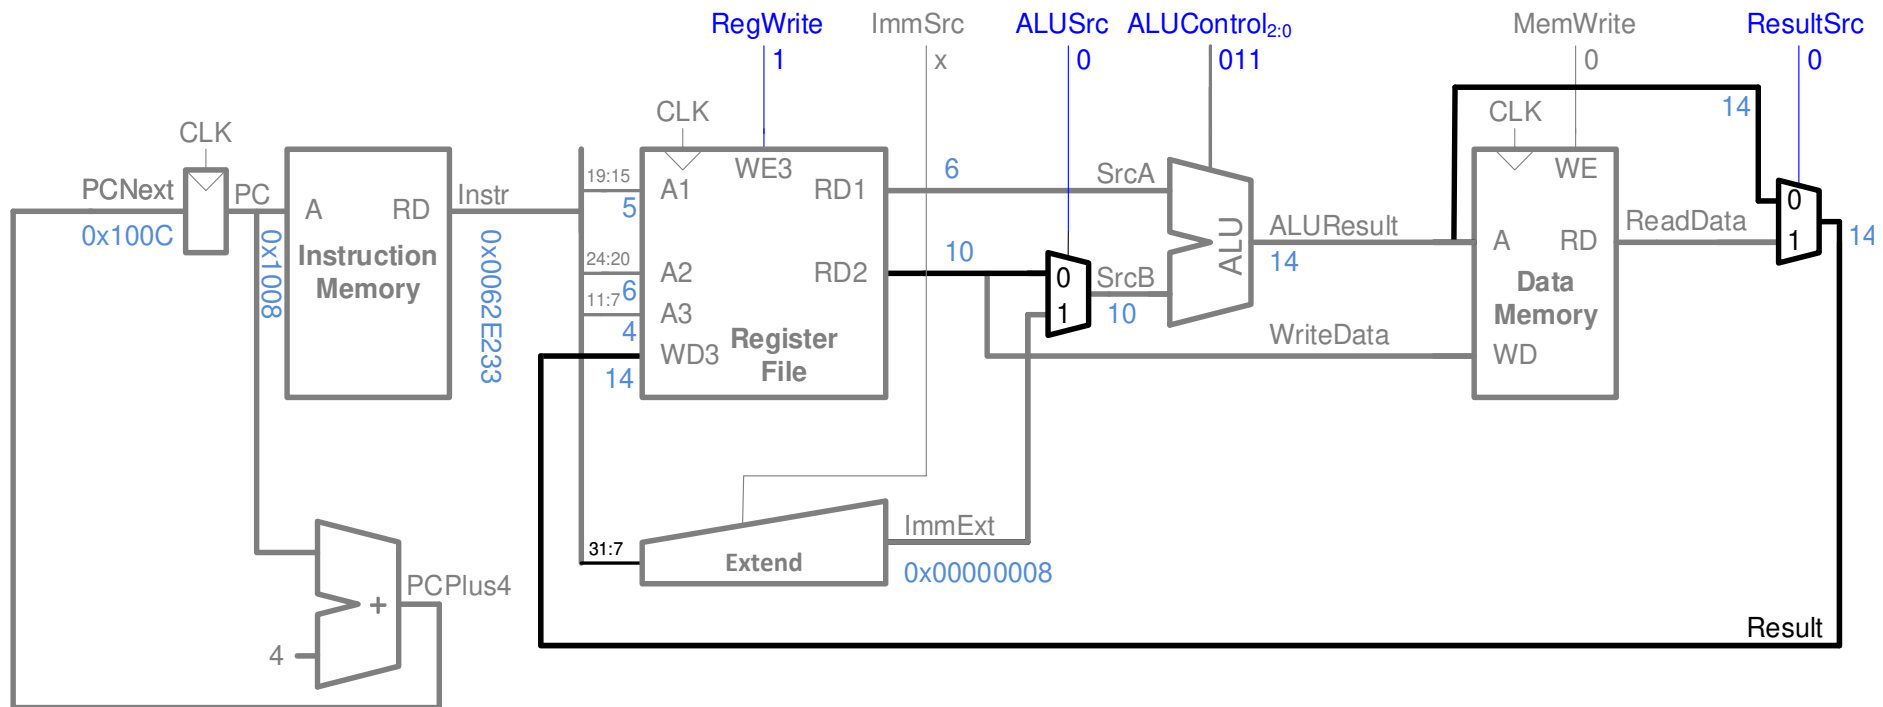 RegWrite
ImmSrc
ALUSrc
ALUControl2:0
MemWrite
ResultSrc
1
x
0
011
0
0
CLK
CLK
CLK
14
PCNext
PC
Instr
0x100C
0x1008
0x0062E233
A
RD
Instruction
Memory
19:15
5
24:20
6
11:7
4
14
A1
WE3
RD1
A2
RD2
A3
WD3
Register
File
6
SrcA
10
0
1
SrcB
10
ALU
ALUResult
14
WriteData
WE
A
RD
Data
Memory
WD
ReadData
0
1
14
31:7
Extend
ImmExt
0x00000008
PCPlus4
+
4
Result